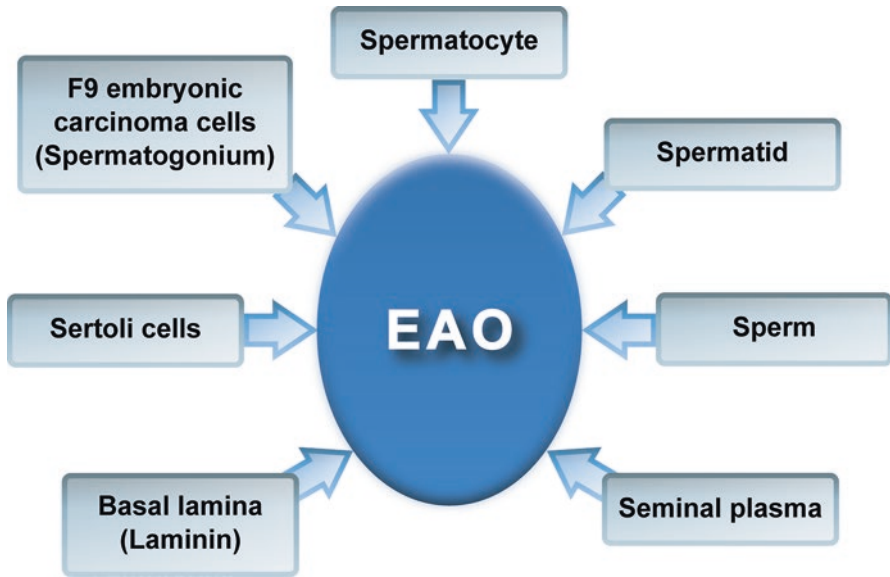 Spermatocyte
F9 embryonic
carcinoma cells
(Spermatogonium)
Spermatid
Sertoli cells
EAO
Sperm
Basal lamina
(Laminin)
Seminal plasma